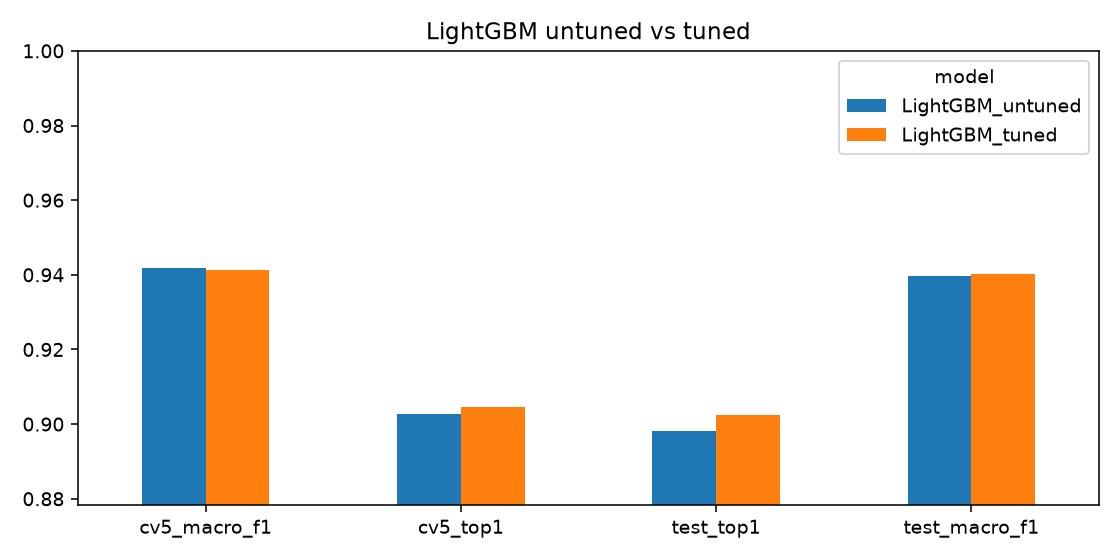 LightGBM untuned vs tuned
1.00
0.98
0.96
0.94
0.92
0.90
0.88
model
LightGBM_untuned
LightGBM_tuned
cv5_macro_f1
cv5_top1
test_top1
test_macro_f1